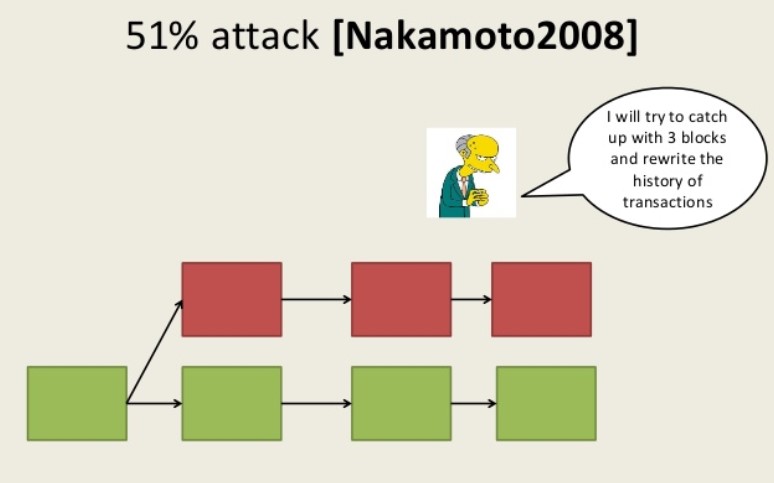 51% attack [Nakamoto2008]
I will try to catch
up with 3 blocks
and rewrite the
history of
transactions